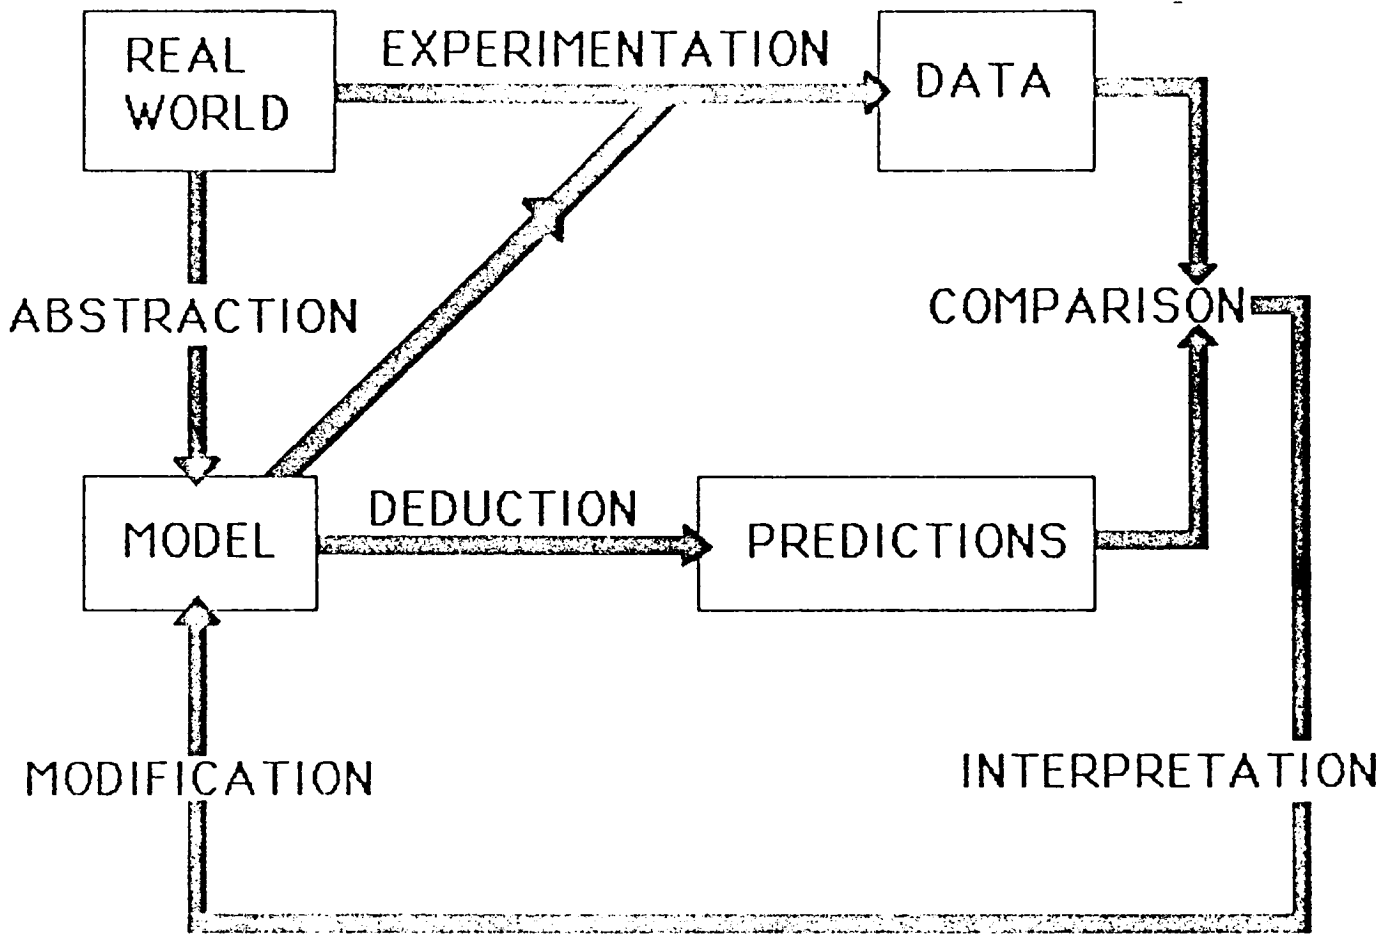 REAL
WORLD
EXPERIMENTATION
DATA
ABSTRACTION
COMPARISON
MODEL
DEDUCTION
PREDICTIONS
MODIFICATION
INTERPRETATION